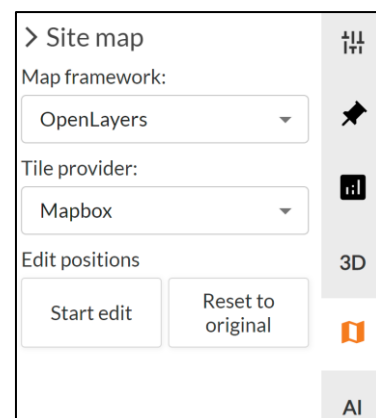 Site map
Map framework:
OpenLayers
Tile provider:
Mapbox
Edit positions
Start edit
Reset to
original
3D
AI